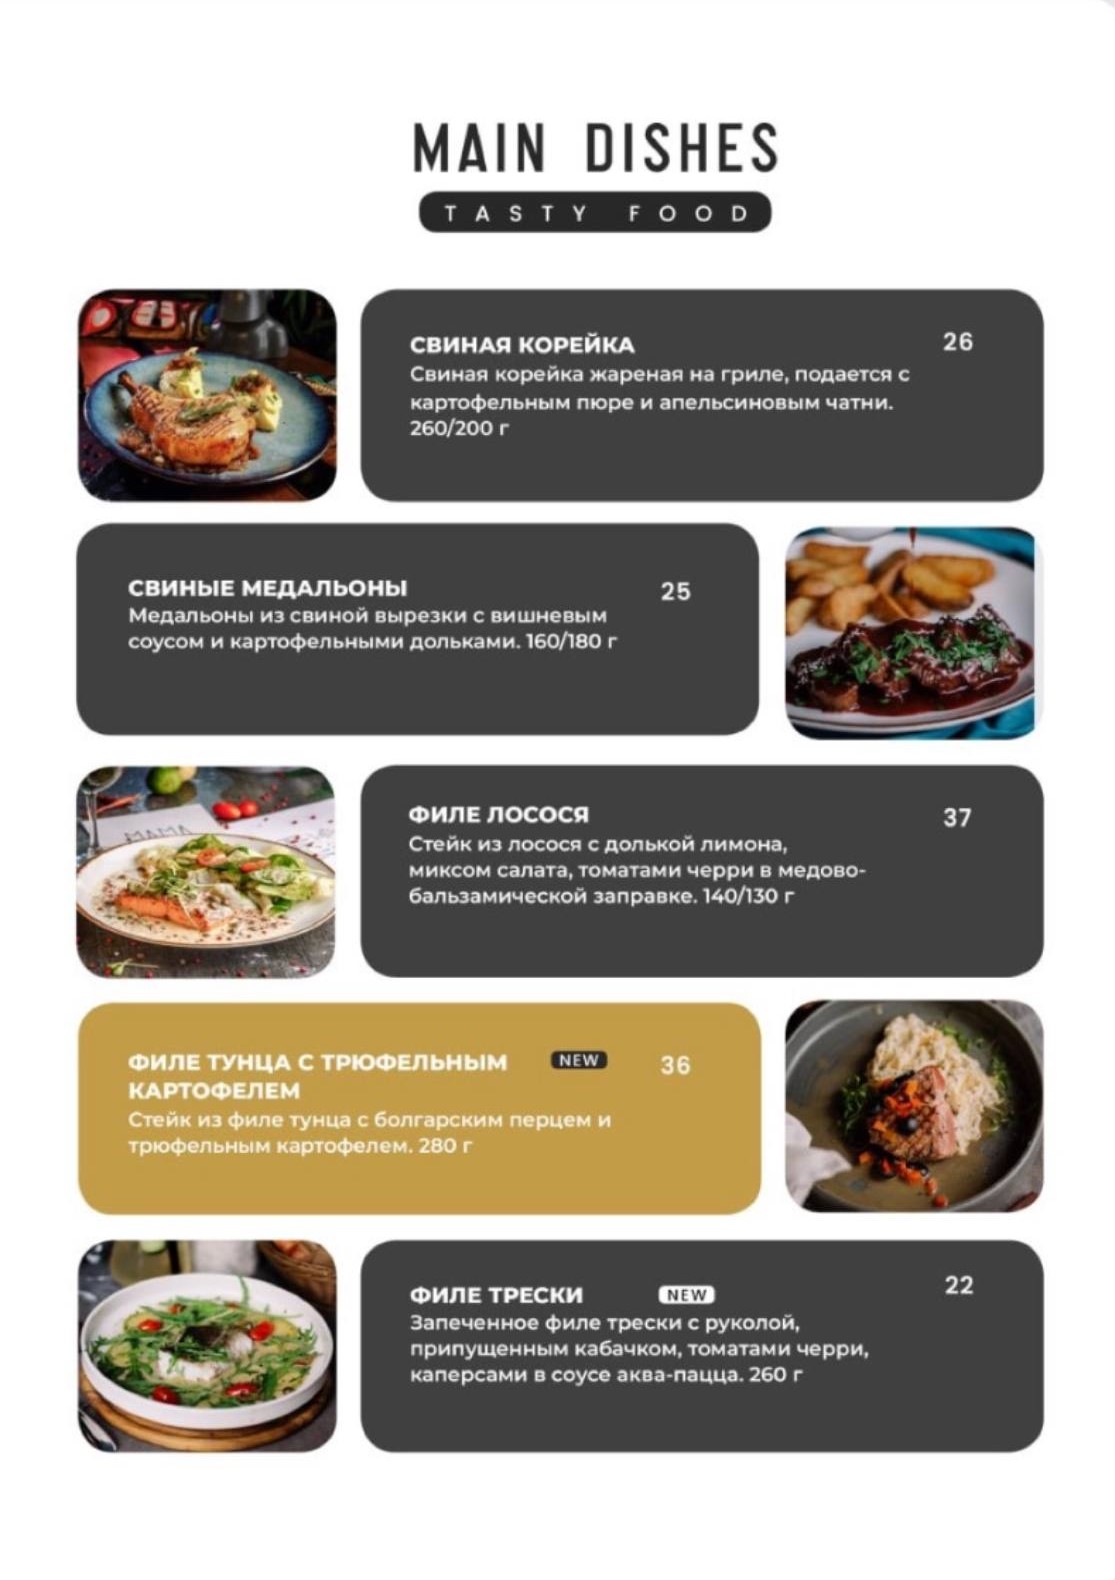 MAIN DISHES
TASTY FOOD
СВИНАЯ КОРЕЙКА
26
Свиная корейка жареная на гриле, подается с
картофельным пюре и апельсиновым чатни.
260/200 г
СВИНЫЕ МЕДАЛЬОНЫ
25
Медальоны из свиной вырезки с вишневым
соусом и картофельными дольками. 160/180 г
MAMA
ФИЛЕ ЛОСОСЯ
37
Стейк из лосося с долькой лимона,
миксом салата, томатами черри в медово-
бальзамической заправке. 140/130 г
ФИЛЕ ТУНЦА С ТРЮФЕЛЬНЫМ
NEW
36
КАРТОФЕЛЕМ
Стейк из филе тунца с болгарским перцем и
трюфельным картофелем. 280 г
ФИЛЕ ТРЕСКИ
NEW
22
Запеченное филе трески с руколой,
припущенным кабачком, томатами черри,
каперсами в соусе аква-пацца. 260 г